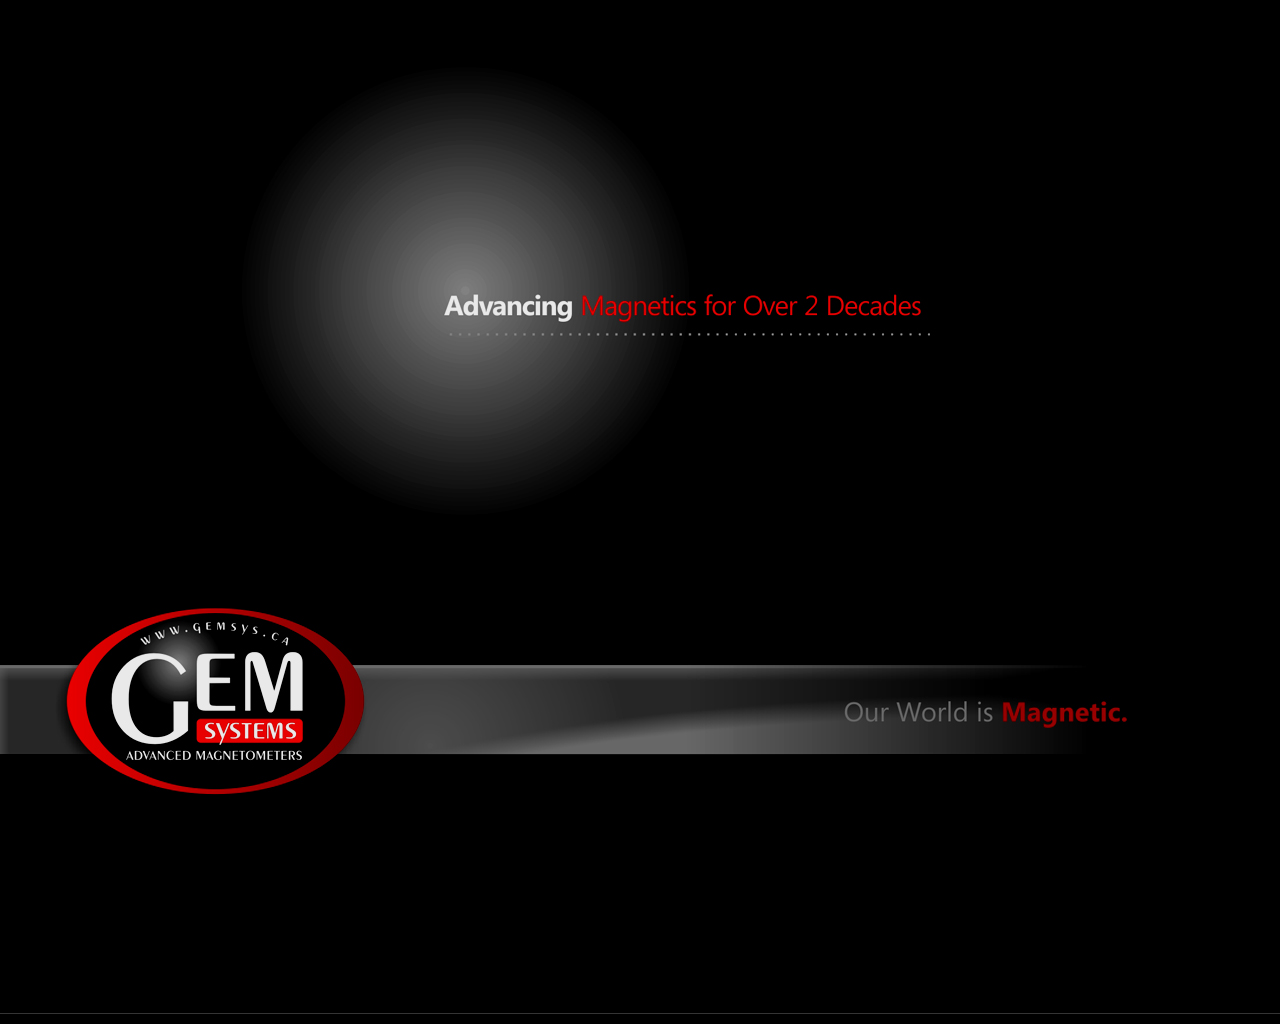 Advancing Magnetics for Over 2 Decades
www.gemsys.ca
GEM
SYSTEMS
ADVANCED MAGNETOMETERS
Our World is Magnetic.